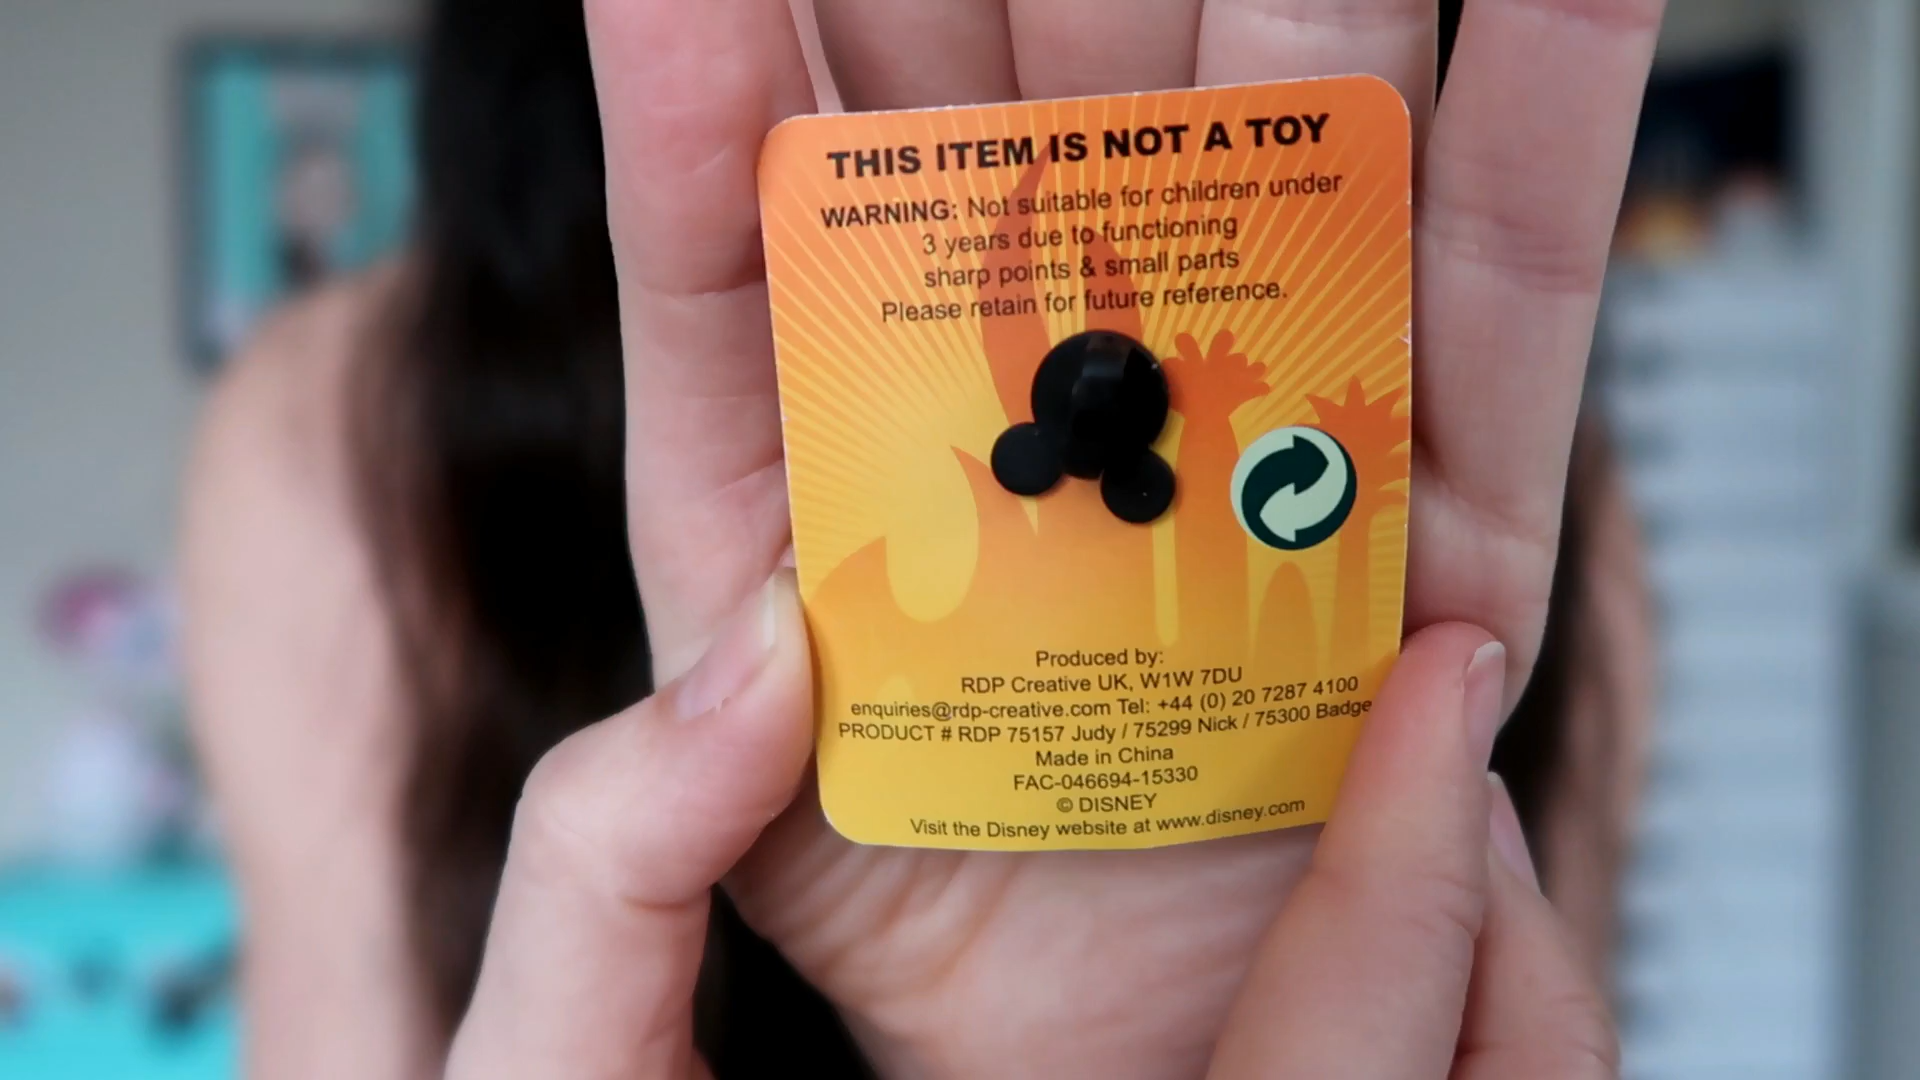 THIS ITEM IS NOT A TOY
WARNING: Not suitable for children under
3 years due to functioning
sharp points & small parts
Please retain for future reference.
Produced by:
RDP Creative UK, W1W 7DU
enquiries@rdp-creative.com Tel: +44 (0) 20 7287 4100
PRODUCT # RDP 75157 Judy / 75299 Nick / 75300 Badge
Made in China
FAC-046694-15330
© DISNEY
Visit the Disney website at www.disney.com